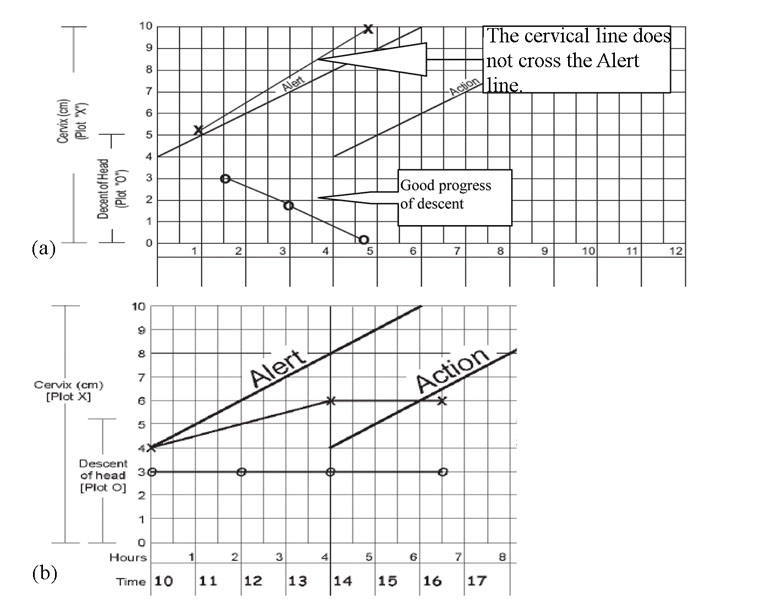 10
9
8
7
6
5
4
3
2
1
0
Cervix (cm)
(Plot "X")
Decent of Head
(Plot "O")
Alert
Action
x
x
The cervical line does
not cross the Alert
line.
Good progress
of descent
(a)
1 2 3 4 5 6 7 8 9 10 11 12
10
9
8
7
6
5
4
3
2
1
0
Cervix (cm)
[Plot X]
Descent
of head
[Plot O]
Alert
Action
(b)
Hours 1 2 3 4 5 6 7 8
Time 10 11 12 13 14 15 16 17